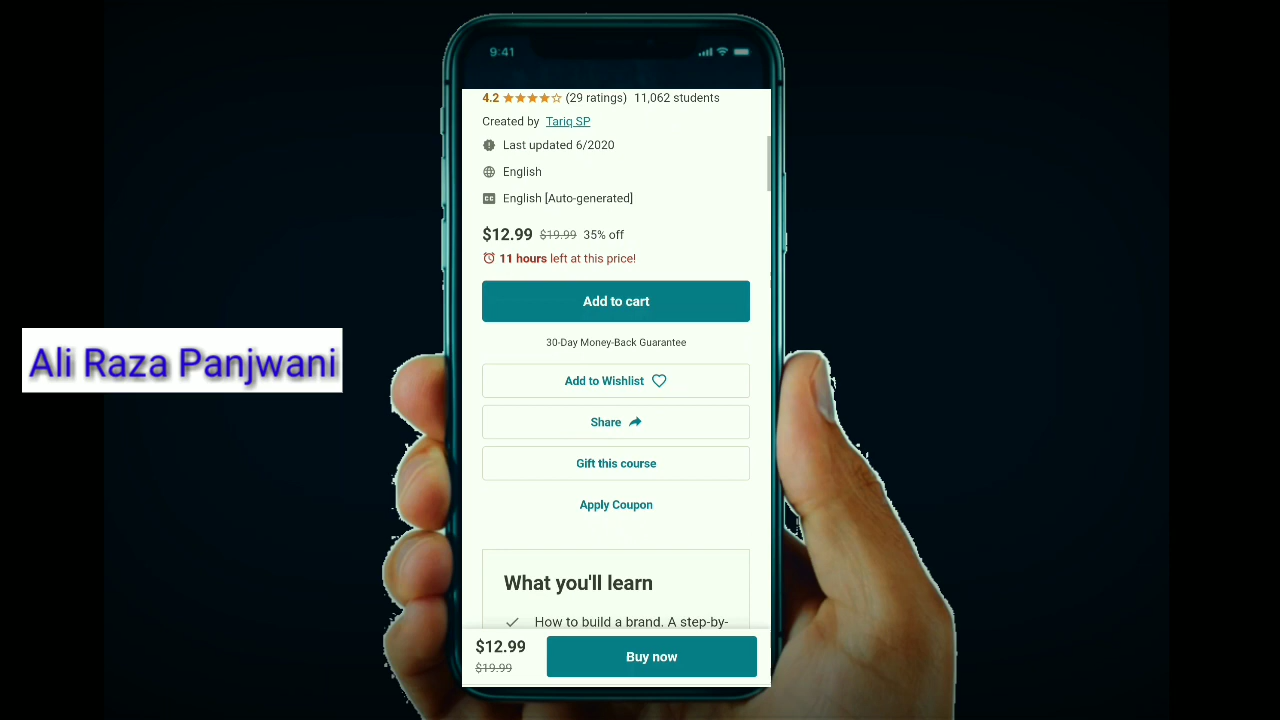 9:41
4.2 (29 ratings) 11,062 students
Created by Tariq SP
Last updated 6/2020
English
CC English [Auto-generated]
$12.99 $19.99 35% off
11 hours left at this price!
Add to cart
30-Day Money-Back Guarantee
Ali Raza Panjwani
Add to Wishlist
Share
Gift this course
Apply Coupon
What you'll learn
How to build a brand. A step-by-
$12.99
$19.99
Buy now